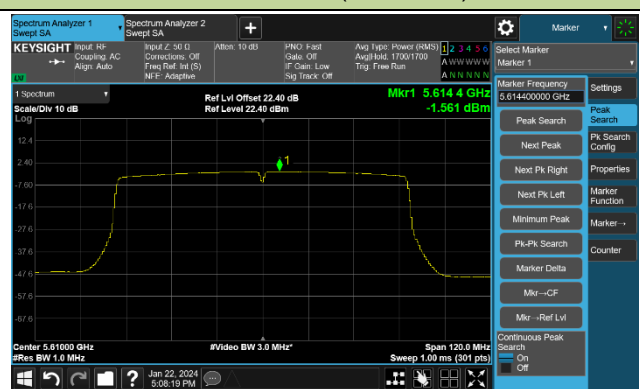 Spectrum Analyzer 1
Swept SA
Spectrum Analyzer 2
Swept SA
+
Marker
KEYSIGHT
Input: RF
Coupling: AC
Align: Auto
Input Z: 50 Ω
Corrections: Off
Freq Ref: Int (S)
NFE: Adaptive
Atten: 10 dB
PNO: Fast
Gate: Off
IF Gain: Low
Sig Track: Off
Avg Type: Power (RMS)
Avg|Hold: 1700/1700
Trig: Free Run
1 2 3 4 5 6
A W W W W W
A N N N N N
LXI
Select Marker
Marker 1
1 Spectrum
Scale/Div 10 dB
Log
Ref Lvl Offset 22.40 dB
Ref Level 22.40 dBm
Mkr1 5.614 4 GHz
-1.561 dBm
12.4
2.40
-7.60
-17.6
-27.6
-37.6
-47.6
-57.6
-67.6
1
Center 5.61000 GHz
#Res BW 1.0 MHz
#Video BW 3.0 MHz*
Span 120.0 MHz
Sweep 1.00 ms (301 pts)
Marker Frequency
5.614400000 GHz
Peak Search
Next Peak
Next Pk Right
Next Pk Left
Minimum Peak
Pk-Pk Search
Marker Delta
Mkr→CF
Mkr→Ref Lvl
Continuous Peak
Search
On
Off
Settings
Peak
Search
Pk Search
Config
Properties
Marker
Function
Marker→
Counter
?
Jan 22, 2024
5:08:19 PM